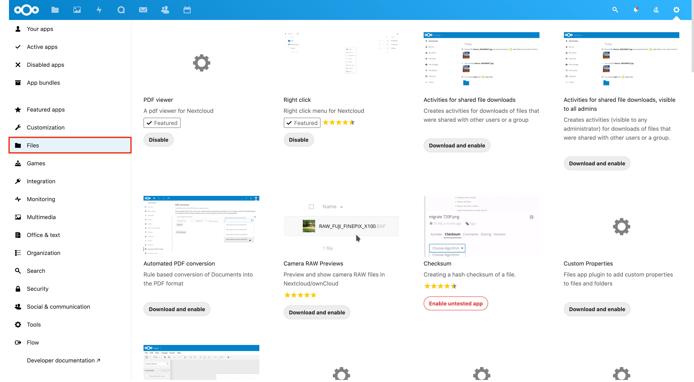 Your apps
Active apps
Disabled apps
App bundles
Featured apps
Customization
Files
Games
Integration
Monitoring
Multimedia
Office & text
Organization
Search
Security
Social & communication
Tools
Flow
Developer documentation ↗
PDF viewer
A pdf viewer for Nextcloud
Featured
Disable
Right click
Right click menu for Nextcloud
Featured
Disable
Activities for shared file downloads
Creates activities for downloads of files that
were shared with other users or a group
Download and enable
Activities for shared file downloads, visible
to all admins
Creates activities (visible to any
administrator) for downloads of files that
were shared with other users or a group
Download and enable
Automated PDF conversion
Rule based conversion of Documents into
the PDF format
Download and enable
Name
RAW_FUJI_FINEPIX_X100.RAF
1 file
Camera RAW Previews
Preview and show camera RAW files in
Nextcloud/ownCloud
Download and enable
migrate 720P.png
Checksum
Checksum
Creating a hash checksum of a file.
Enable untested app
Custom Properties
Files app plugin to add custom properties
to files and folders
Download and enable